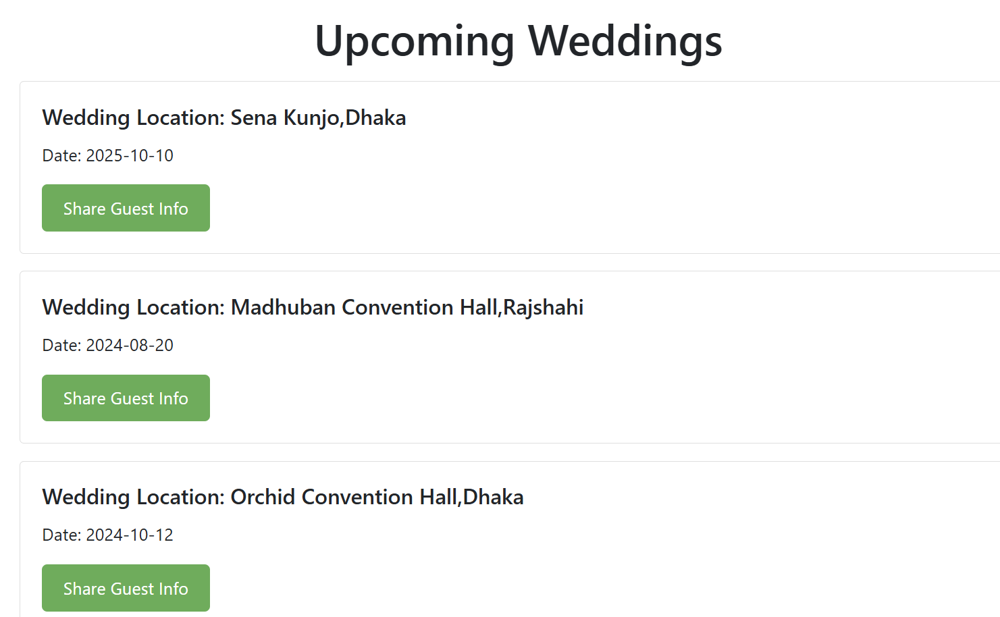 Upcoming Weddings
Wedding Location: Sena Kunjo,Dhaka
Date: 2025-10-10
Share Guest Info
Wedding Location: Madhuban Convention Hall,Rajshahi
Date: 2024-08-20
Share Guest Info
Wedding Location: Orchid Convention Hall,Dhaka
Date: 2024-10-12
Share Guest Info